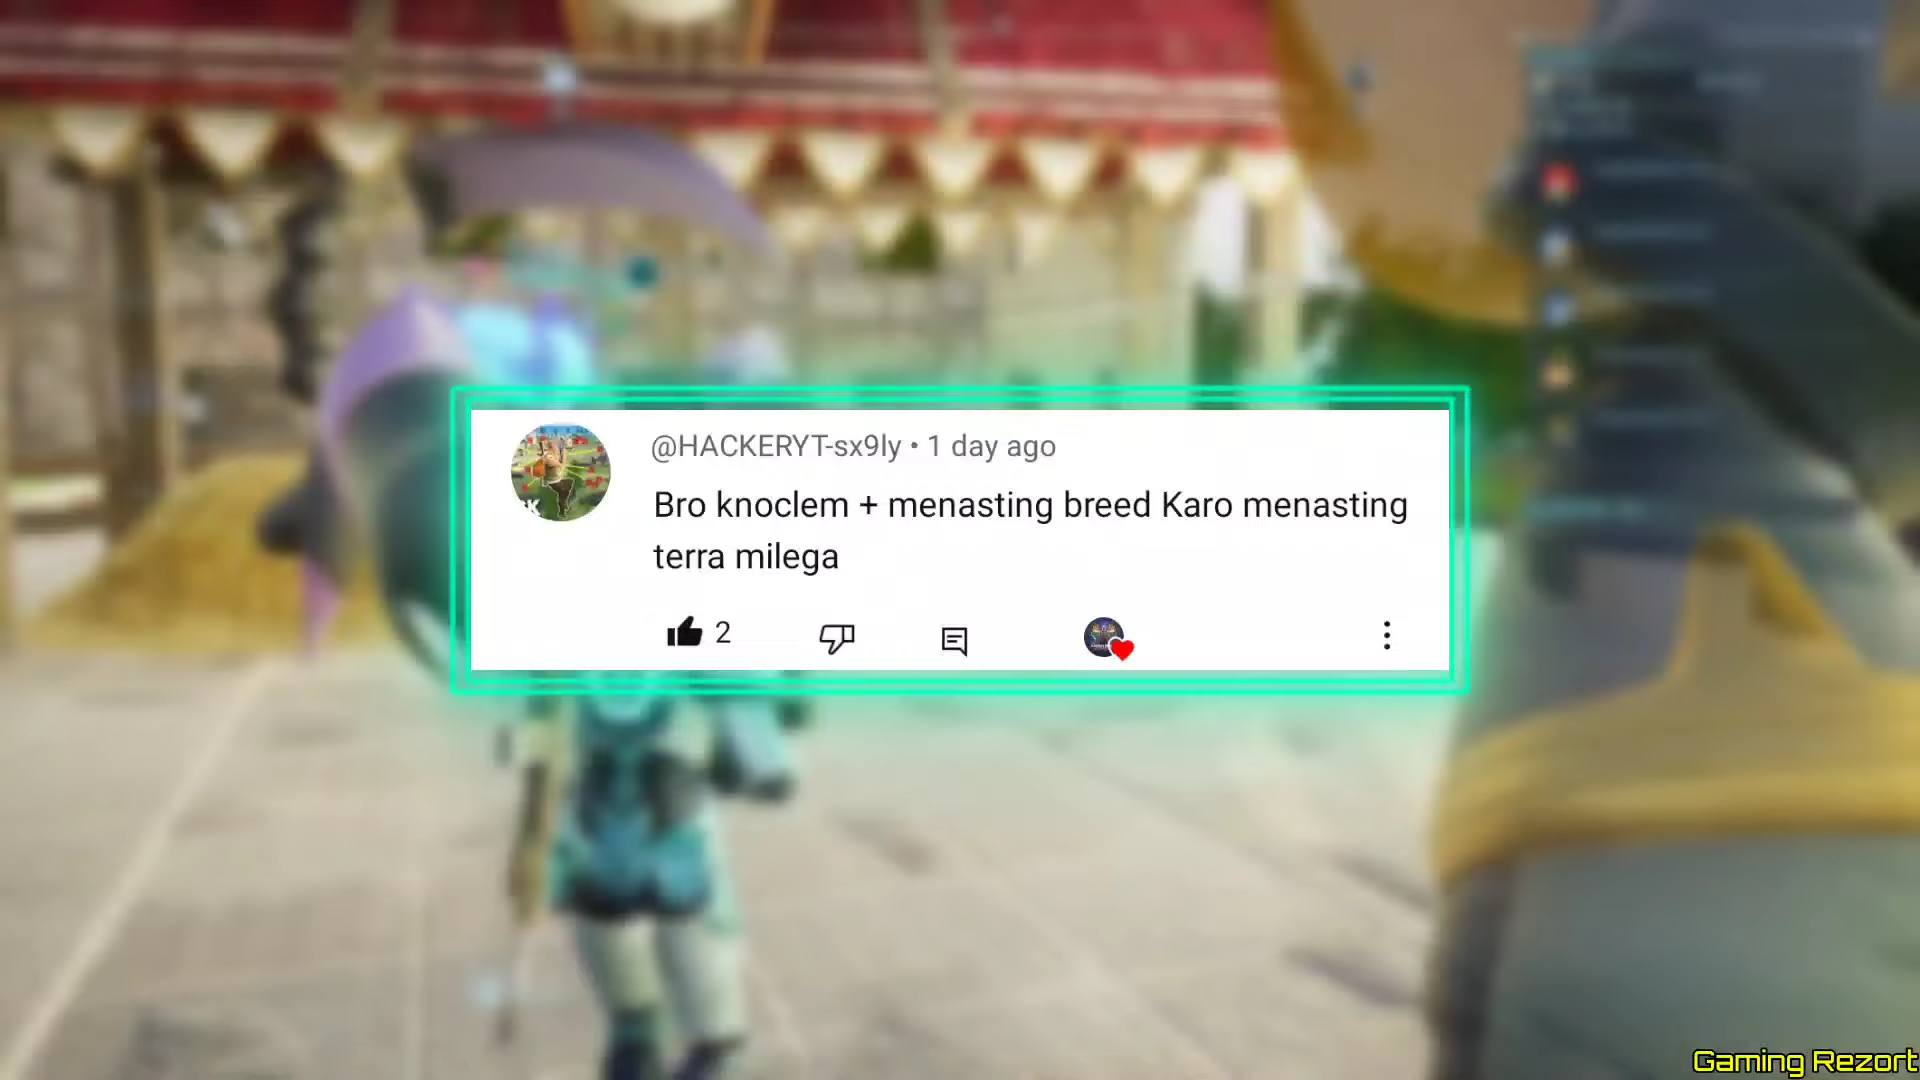 @HACKERYT-sx9ly • 1 day ago
Bro knoclem + menasting breed Karo menasting
terra milega
2
Gaming Rezort